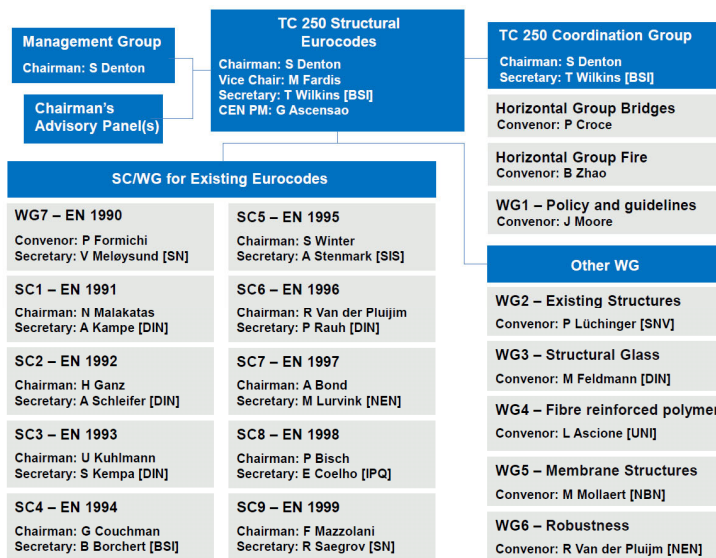 Management Group
Chairman: S Denton
Chairman's
Advisory Panel(s)
TC 250 Structural
Eurocodes
Chairman: S Denton
Vice Chair: M Fardis
Secretary: T Wilkins [BSI]
CEN PM: G Ascensao
TC 250 Coordination Group
Chairman: S Denton
Secretary: T Wilkins [BSI]
Horizontal Group Bridges
Convenor: P Croce
Horizontal Group Fire
Convenor: B Zhao
WG1 – Policy and guidelines
Convenor: J Moore
SC/WG for Existing Eurocodes
WG7 – EN 1990
Convenor: P Formichi
Secretary: V Meløysund [SN]
SC1 – EN 1991
Chairman: N Malakatas
Secretary: A Kampe [DIN]
SC2 – EN 1992
Chairman: H Ganz
Secretary: A Schleifer [DIN]
SC3 – EN 1993
Chairman: U Kuhlmann
Secretary: S Kempa [DIN]
SC4 – EN 1994
Chairman: G Couchman
Secretary: B Borchert [BSI]
SC5 – EN 1995
Chairman: S Winter
Secretary: A Stenmark [SIS]
SC6 – EN 1996
Chairman: R Van der Pluijim
Secretary: P Rauh [DIN]
SC7 – EN 1997
Chairman: A Bond
Secretary: M Lurvink [NEN]
SC8 – EN 1998
Chairman: P Bisch
Secretary: E Coelho [IPQ]
SC9 – EN 1999
Chairman: F Mazzolani
Secretary: R Saegrov [SN]
Other WG
WG2 – Existing Structures
Convenor: P Lüchinger [SNV]
WG3 – Structural Glass
Convenor: M Feldmann [DIN]
WG4 – Fibre reinforced polymer
Convenor: L Ascione [UNI]
WG5 – Membrane Structures
Convenor: M Mollaert [NBN]
WG6 – Robustness
Convenor: R Van der Pluijm [NEN]